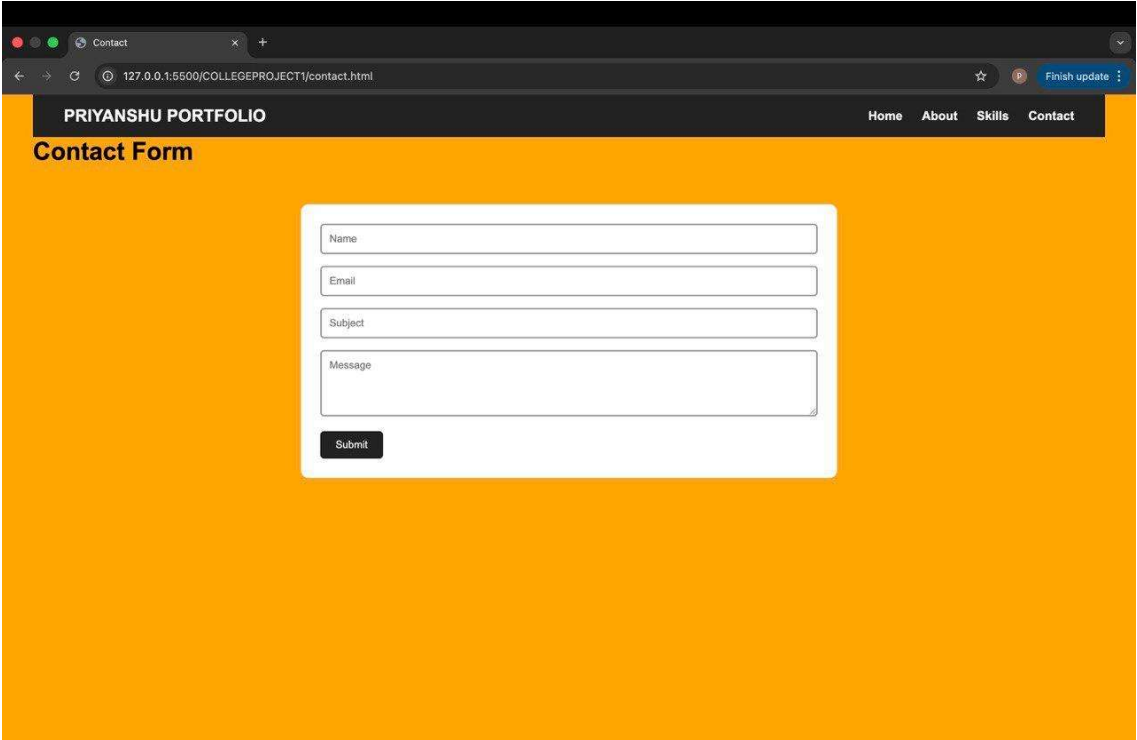 Contact
127.0.0.1:5500/COLLEGEPROJECT1/contact.html
P
Finish update
PRIYANSHU PORTFOLIO
Home About Skills Contact
Contact Form
Name
Email
Subject
Message
Submit